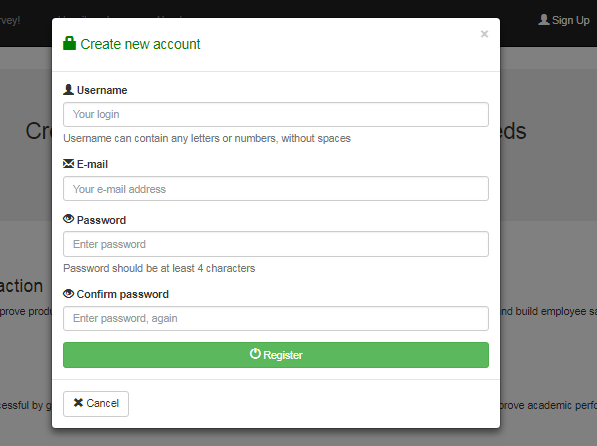 rvey!
Sign Up
×
Create new account
Username
Your login
Username can contain any letters or numbers, without spaces
E-mail
Your e-mail address
Password
Enter password
Password should be at least 4 characters
Confirm password
Enter password, again
Register
Cancel
Cre
eds
action
prove produ
nd build employee sa
cessful by g
prove academic perfo